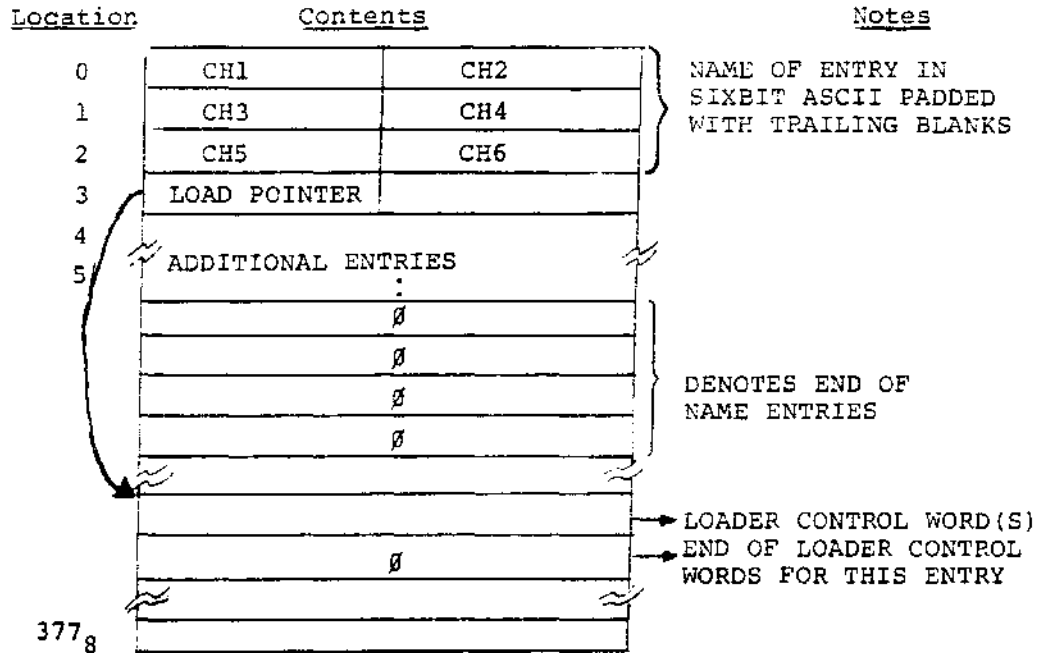 Location Contents Notes
0 CH1 CH2 NAME OF ENTRY IN
1 CH3 CH4 SIXBIT ASCII PADDED
2 CH5 CH6 WITH TRAILING BLANKS
3 LOAD POINTER
4
5 ADDITIONAL ENTRIES
:
Ø
Ø
Ø DENOTES END OF
Ø NAME ENTRIES
LOADER CONTROL WORD(S)
Ø END OF LOADER CONTROL
WORDS FOR THIS ENTRY
377₈